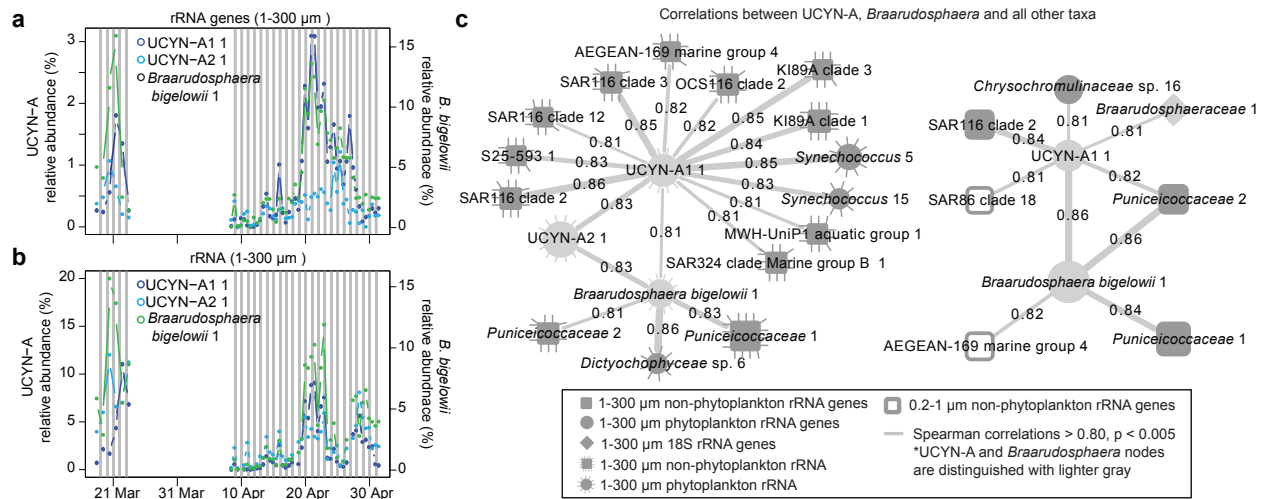 a
rRNA genes (1-300 µm )
UCYN-A
relative abundance (%)
3
2
1
0
UCYN−A1 1
UCYN−A2 1
Braarudosphaera
bigelowii 1
15
10
5
0
B. bigelowii
relative abundnace (%)
b
rRNA (1-300 µm)
UCYN-A
relative abundance (%)
20
15
10
5
0
UCYN−A1 1
UCYN−A2 1
Braarudosphaera
bigelowii 1
15
10
5
0
B. bigelowii
relative abundnace (%)
21 Mar
31 Mar
10 Apr
20 Apr
30 Apr
c
Correlations between UCYN-A, Braarudosphaera and all other taxa
AEGEAN-169 marine group 4
SAR116 clade 3
OCS116 clade 2
KI89A clade 3
SAR116 clade 12
KI89A clade 1
S25-593 1
Synechococcus 5
UCYN-A1 1
SAR116 clade 2
Synechococcus 15
UCYN-A2 1
MWH-UniP1 aquatic group 1
SAR324 clade Marine group B 1
Braarudosphaera bigelowii 1
Puniceicoccaceae 2
Puniceicoccaceae 1
Dictyochophyceae sp. 6
0.82
0.85
0.82
0.85
0.81
0.84
0.83
0.85
0.86
0.83
0.83
0.81
0.81
0.81
0.83
0.81
0.83
0.86
Chrysochromulinaceae sp. 16
Braarudosphaeraceae 1
SAR116 clade 2
0.81
0.81
0.84
UCYN-A1 1
0.81
0.82
SAR86 clade 18
Puniceicoccaceae 2
0.86
0.86
Braarudosphaera bigelowii 1
0.82
0.84
AEGEAN-169 marine group 4
Puniceicoccaceae 1
1-300 µm non-phytoplankton rRNA genes
1-300 µm phytoplankton rRNA genes
1-300 µm 18S rRNA genes
1-300 µm non-phytoplankton rRNA
1-300 µm phytoplankton rRNA
0.2-1 µm non-phytoplankton rRNA genes
Spearman correlations > 0.80, p < 0.005
*UCYN-A and Braarudosphaera nodes
are distinguished with lighter gray